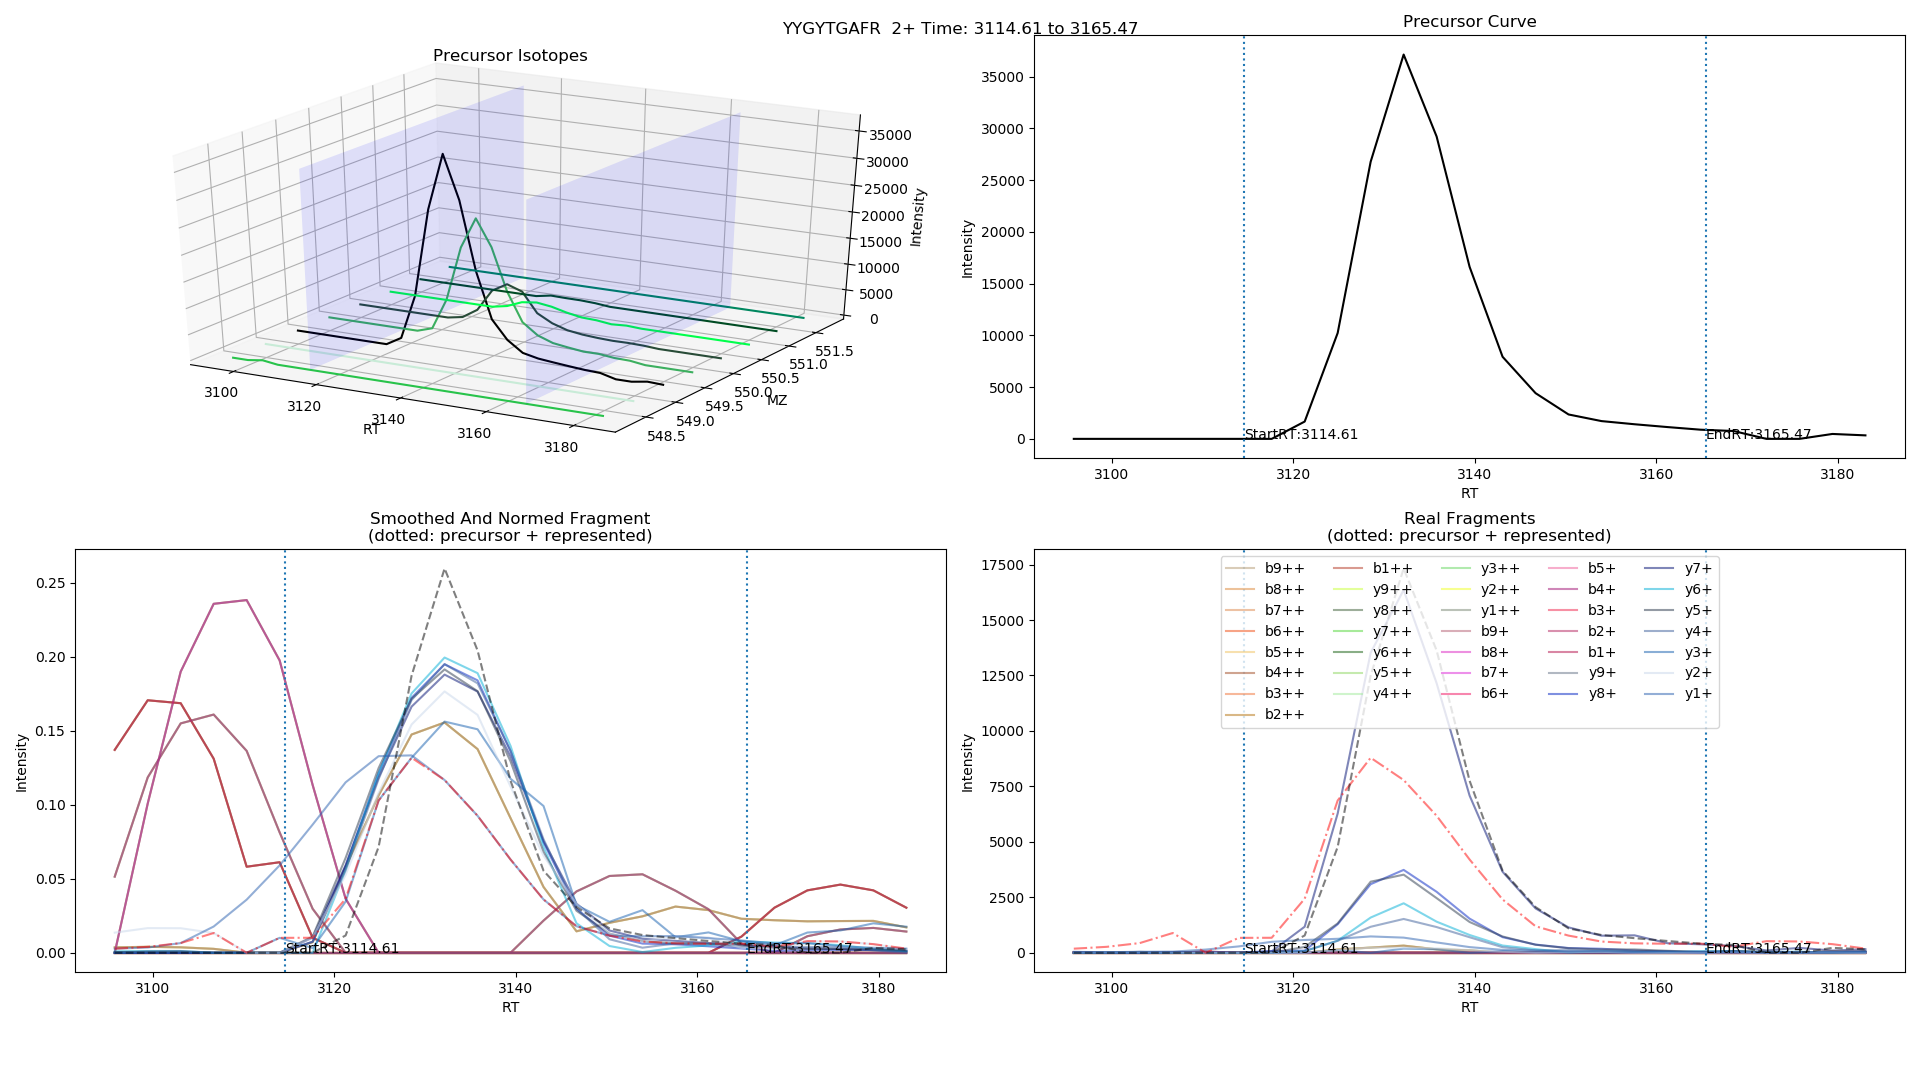 YYGYTGAFR  2+ Time: 3114.61 to 3165.47
Precursor Isotopes
35000
30000
25000
20000
15000
10000
5000
0
Intensity
551.5
551.0
550.5
550.0
549.5
549.0
548.5
MZ
3100
3120
3140
3160
3180
RT
Precursor Curve
35000
30000
25000
20000
15000
10000
5000
0
Intensity
StartRT:3114.61
EndRT:3165.47
3100 3120 3140 3160 3180
RT
Smoothed And Normed Fragment
(dotted: precursor + represented)
0.25
0.20
0.15
0.10
0.05
0.00
Intensity
StartRT:3114.61
EndRT:3165.47
3100 3120 3140 3160 3180
RT
Real Fragments
(dotted: precursor + represented)
17500
15000
12500
10000
7500
5000
2500
0
Intensity
b9++ b1++ y3++ b5+ y7+
b8++ y9++ y2++ b4+ y6+
b7++ y8++ y1++ b3+ y5+
b6++ y7++ b9+ b2+ y4+
b5++ y6++ b8+ b1+ y3+
b4++ y5++ b7+ y9+ y2+
b3++ y4++ b6+ y8+ y1+
b2++
StartRT:3114.61
EndRT:3165.47
3100 3120 3140 3160 3180
RT